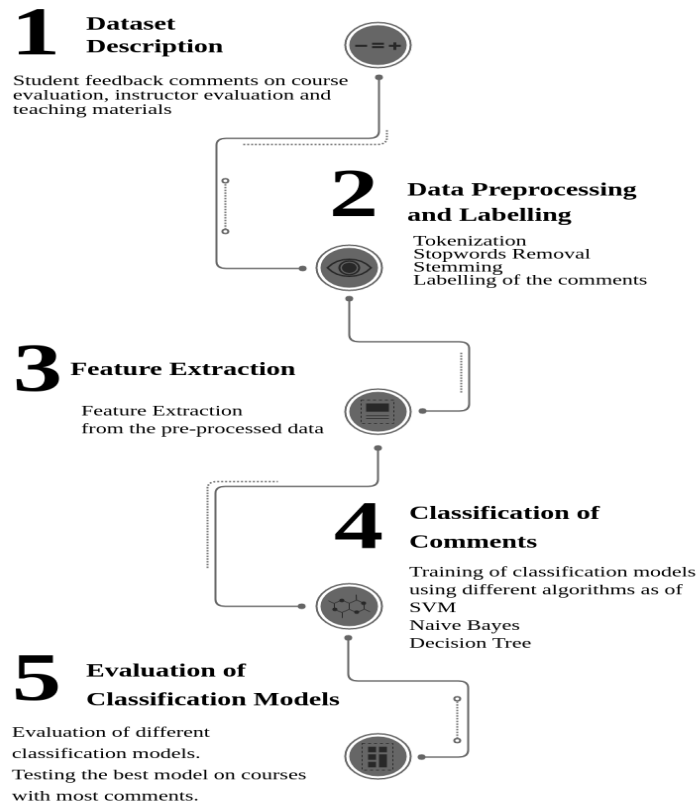 1
Dataset
Description
Student feedback comments on course
evaluation, instructor evaluation and
teaching materials
2
Data Preprocessing
and Labelling
Tokenization
Stopwords Removal
Stemming
Labelling of the comments
3
Feature Extraction
Feature Extraction
from the pre-processed data
4
Classification of
Comments
Training of classification models
using different algorithms as of
SVM
Naive Bayes
Decision Tree
5
Evaluation of
Classification Models
Evaluation of different
classification models.
Testing the best model on courses
with most comments.